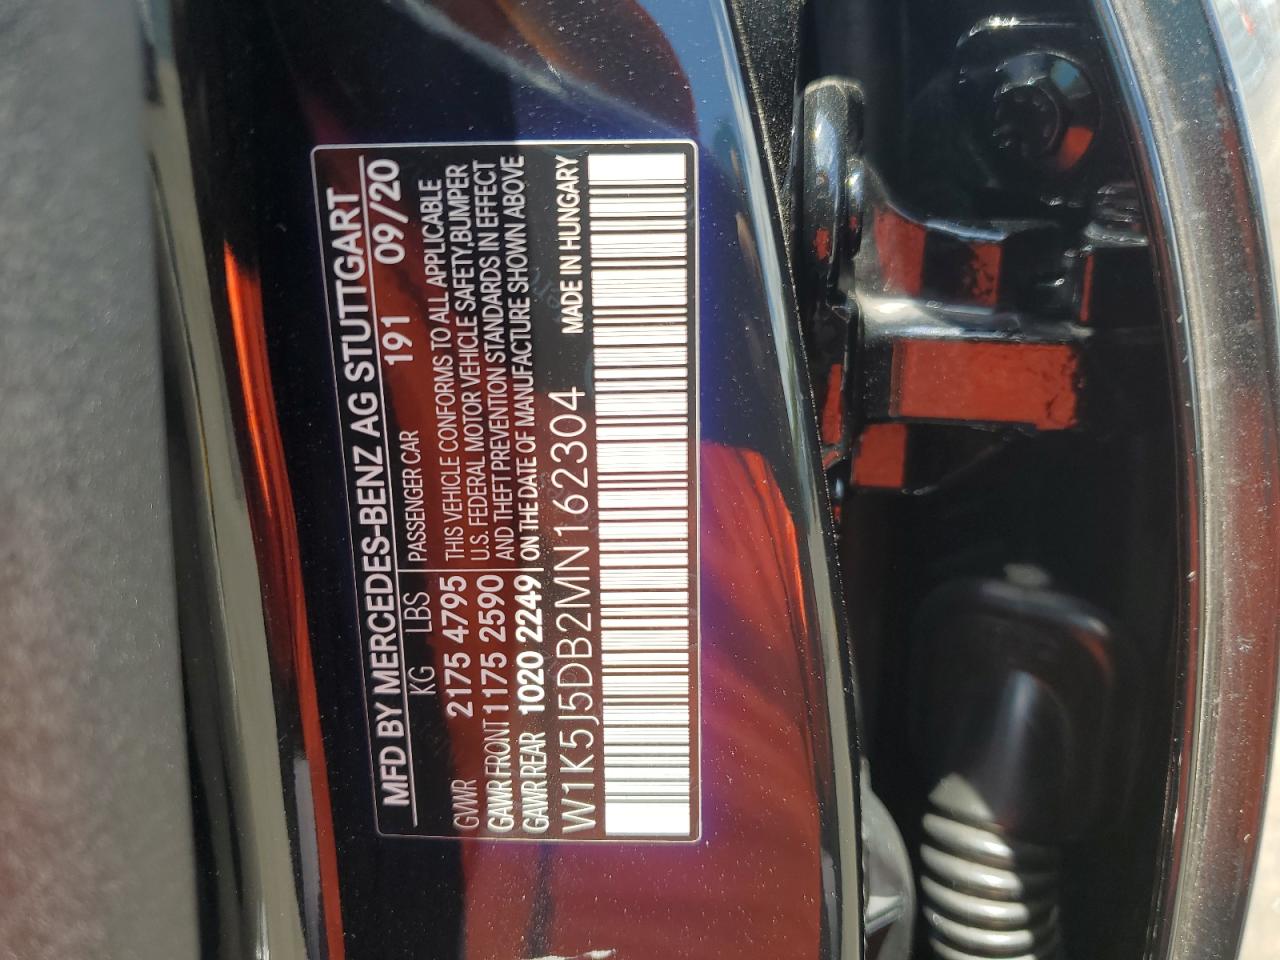 MFD BY MERCEDES-BENZ AG STUTTGART
KG LBS PASSENGER CAR 191 09/20
GVWR 2175 4795 THIS VEHICLE CONFORMS TO ALL APPLICABLE
GAWR FRONT 1175 2590 U.S. FEDERAL MOTOR VEHICLE SAFETY, BUMPER
GAWR REAR 1020 2249 AND THEFT PREVENTION STANDARDS IN EFFECT
ON THE DATE OF MANUFACTURE SHOWN ABOVE
W1K5J5DB2MN162304 MADE IN HUNGARY